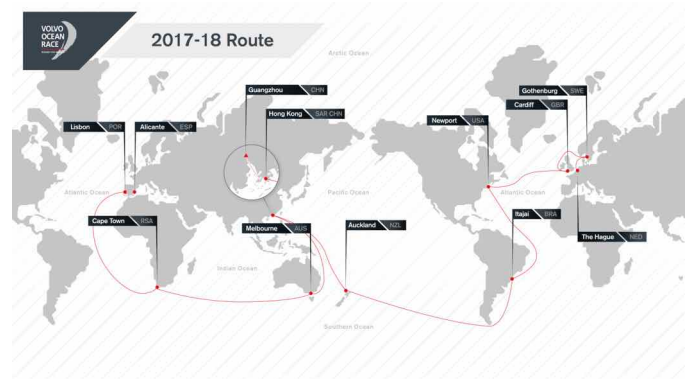 VOLVO
OCEAN
RACE
2017-18 Route
Arctic Ocean
Guangzhou CHN
Gothenburg SWE
Cardiff GBR
Hong Kong SAR CHN
Newport USA
Lisbon POR
Alicante ESP
Atlantic Ocean
Pacific Ocean
Atlantic Ocean
Cape Town RSA
Melbourne AUS
Auckland NZL
Itajaí BRA
The Hague NED
Indian Ocean
Southern Ocean